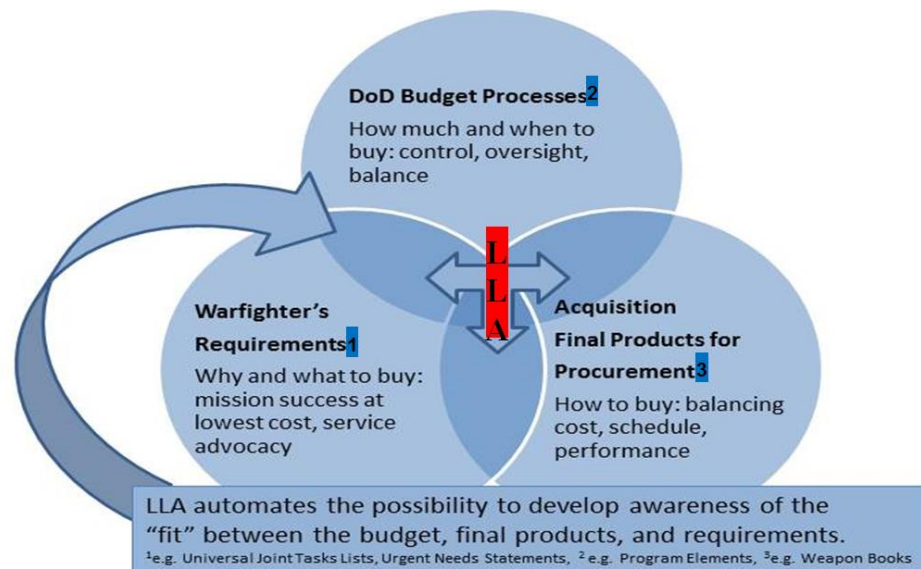 DoD Budget Processes2
How much and when to
buy: control, oversight,
balance
L
L
A
Warfighter's
Requirements1
Why and what to buy:
mission success at
lowest cost, service
advocacy
Acquisition
Final Products for
Procurement3
How to buy: balancing
cost, schedule,
performance
LLA automates the possibility to develop awareness of the
“fit” between the budget, final products, and requirements.
¹e.g. Universal Joint Tasks Lists, Urgent Needs Statements, ² e.g. Program Elements, ³e.g. Weapon Books